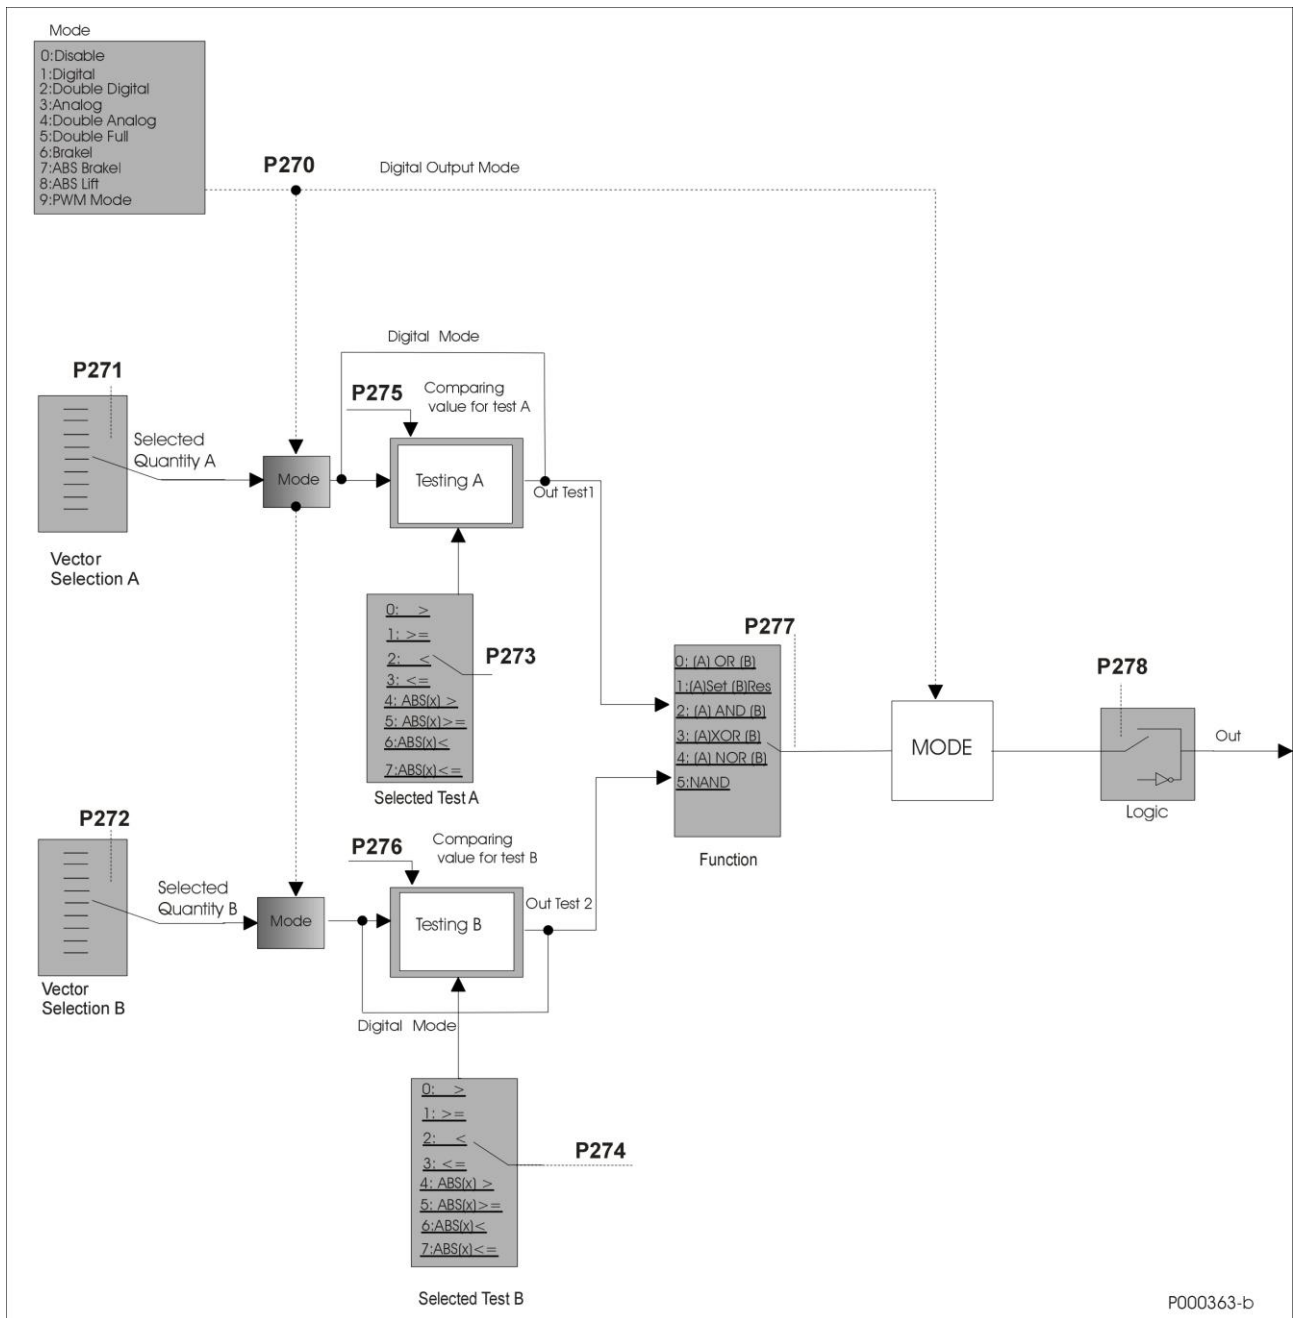 Mode
0:Disable
1:Digital
2:Double Digital
3:Analog
4:Double Analog
5:Double Full
6:Brakel
7:ABS Brakel
8:ABS Lift
9:PWM Mode
P270
Digital Output Mode
Digital Mode
P271
P275
Comparing
value for test A
Selected
Quantity A
Mode
Testing A
Out Test1
Vector
Selection A
0: >
1: >=
2: <
3: <=
4: ABS(x) >
5: ABS(x)>=
6:ABS(x)<
7:ABS(x)<=
P273
Selected Test A
P277
0: (A) OR (B)
1:(A)Set (B)Res
2: (A) AND (B)
3: (A)XOR (B)
4: (A) NOR (B)
5:NAND
Function
MODE
P278
Out
Logic
P272
P276
Comparing
value for test B
Selected
Quantity B
Mode
Testing B
Out Test 2
Vector
Selection B
Digital Mode
0: >
1: >=
2: <
3: <=
4: ABS(x) >
5: ABS(x)>=
6:ABS(x)<
7:ABS(x)<=
P274
Selected Test B
P000363-b